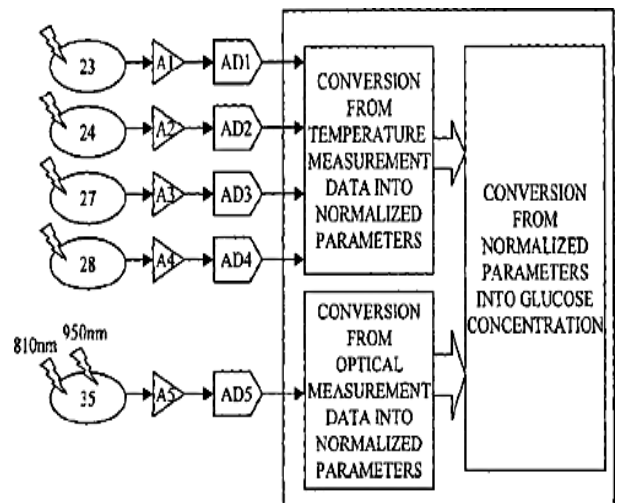 23 A1 AD1
24 A2 AD2
27 A3 AD3
28 A4 AD4
CONVERSION
FROM
TEMPERATURE
MEASUREMENT
DATA INTO
NORMALIZED
PARAMETERS
810nm 950nm
35 A5 AD5
CONVERSION
FROM
OPTICAL
MEASUREMENT
DATA INTO
NORMALIZED
PARAMETERS
CONVERSION
FROM
NORMALIZED
PARAMETERS
INTO GLUCOSE
CONCENTRATION